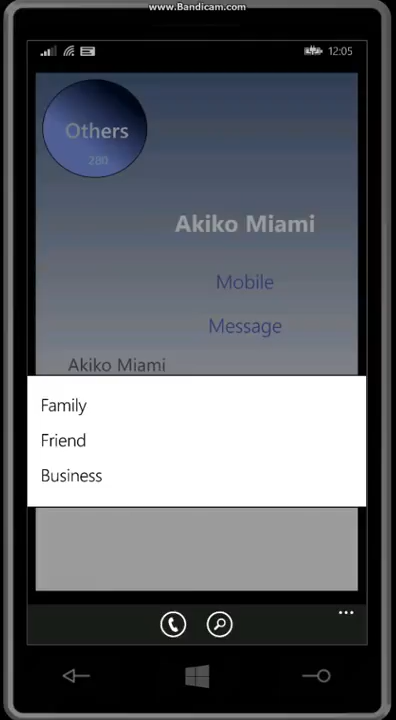 www.Bandicam.com
12:05
Others
280
Akiko Miami
Mobile
Message
Akiko Miami
Family
Friend
Business